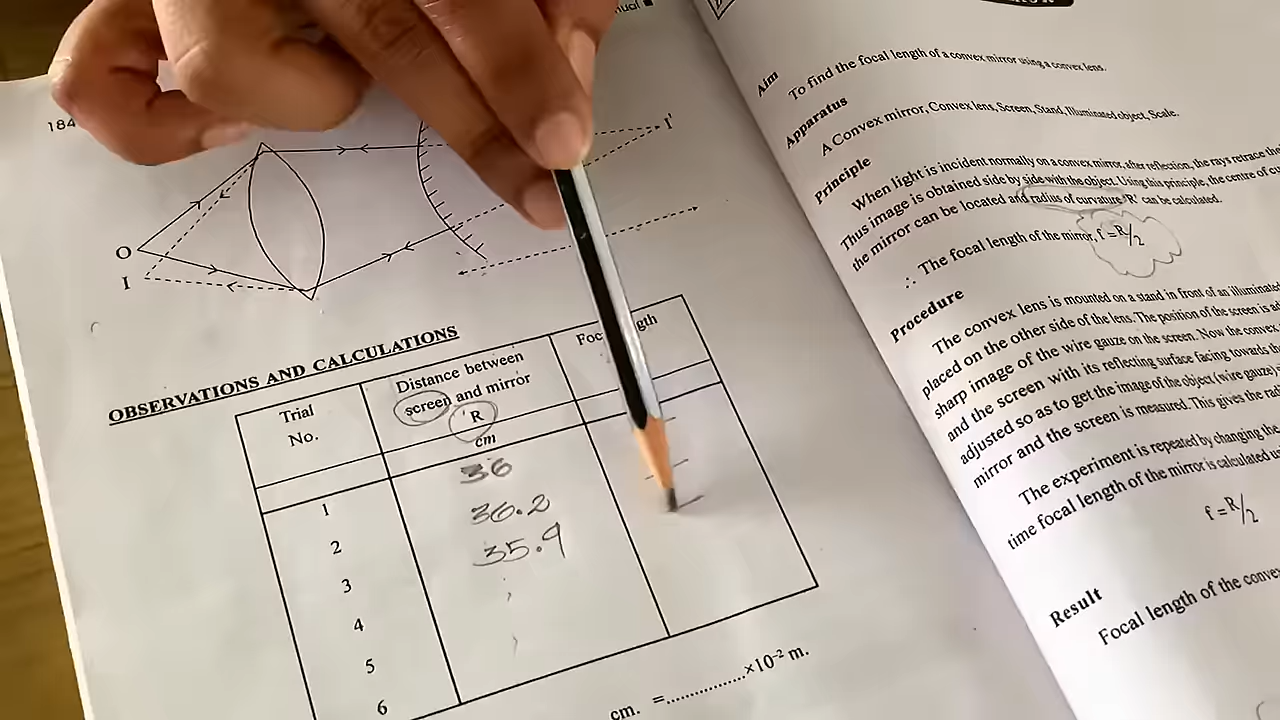 184
O
I
I'
OBSERVATIONS AND CALCULATIONS
Trial
No.
Distance between
screen and mirror
'R
cm
1
2
3
4
5
6
36
36.2
35.9
cm. =...............×10⁻² m.
Aim
To find the focal length of a convex mirror using a convex lens.
Apparatus
A Convex mirror, Convex lens, Screen, Stand, Illuminated object, Scale.
Principle
When light is incident normally on a convex mirror, after reflection, the rays retrace the
Thus image is obtained side by side with the object. Using this principle, the centre of
the mirror can be located and radius of curvature 'R' can be calculated.
∴ The focal length of the mirror, f = R/2
Procedure
The convex lens is mounted on a stand in front of an illuminated
placed on the other side of the lens. The position of the screen is
sharp image of the wire gauze on the screen. Now the convex
and the screen with its reflecting surface facing towards the
adjusted so as to get the image of the object (wire gauze)
mirror and the screen is measured. This gives the
The experiment is repeated by changing the
time focal length of the mirror is calculated
f = R/2
Result
Focal length of the